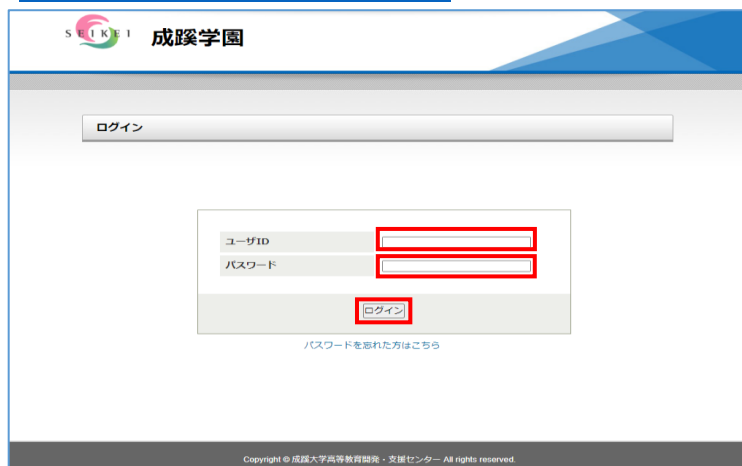 SEIKEI 成蹊学園
ログイン
ユーザID
パスワード
ログイン
パスワードを忘れた方はこちら
Copyright © 成蹊大学高等教育開発・支援センター All rights reserved.